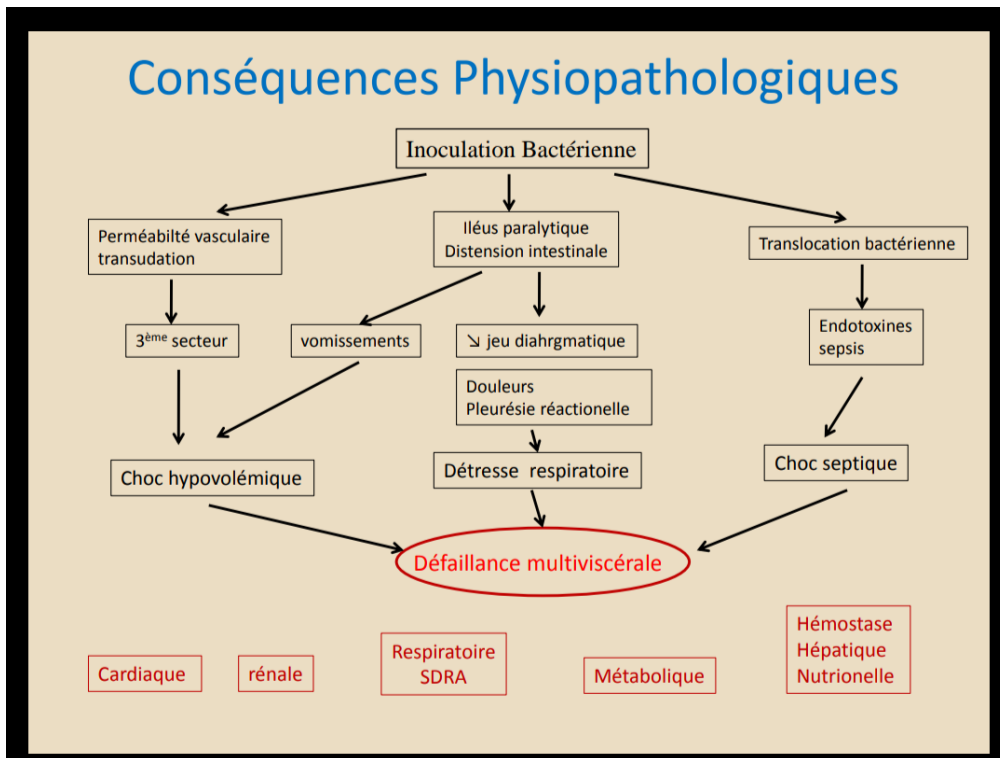 Conséquences Physiopathologiques
Inoculation Bactérienne
Perméabilté vasculaire
transudation
Iléus paralytique
Distension intestinale
Translocation bactérienne
3ème secteur
vomissements
↘ jeu diahrgmatique
Endotoxines
sepsis
Douleurs
Pleurésie réactionelle
Choc hypovolémique
Détresse respiratoire
Choc septique
Défaillance multiviscérale
Cardiaque
rénale
Respiratoire
SDRA
Métabolique
Hémostase
Hépatique
Nutrionelle